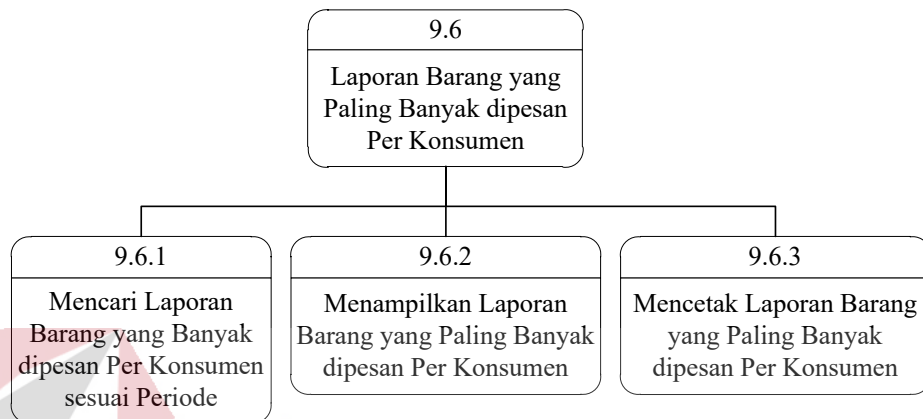 9.6
Laporan Barang yang
Paling Banyak dipesan
Per Konsumen
9.6.1
Mencari Laporan
Barang yang Banyak
dipesan Per Konsumen
sesuai Periode
9.6.2
Menampilkan Laporan
Barang yang Paling Banyak
dipesan Per Konsumen
9.6.3
Mencetak Laporan Barang
yang Paling Banyak
dipesan Per Konsumen